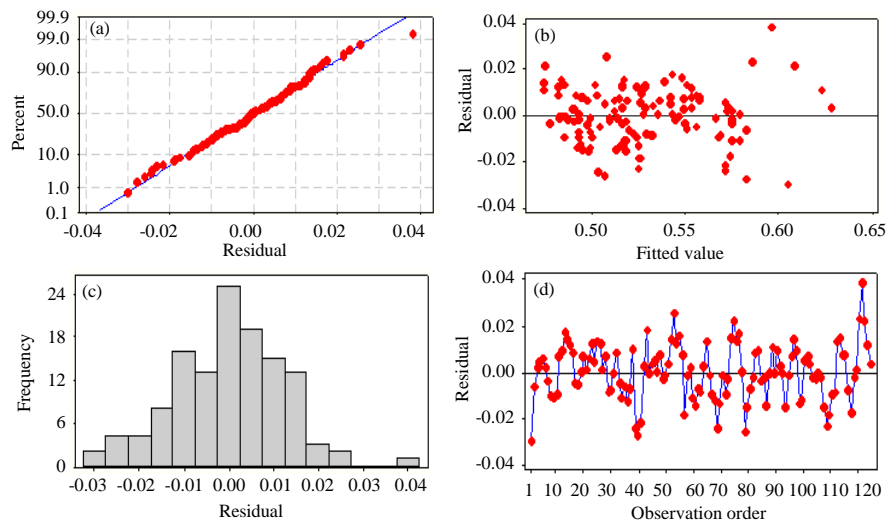 (a)
Percent
99.9
99.0
90.0
50.0
10.0
1.0
0.1
-0.04 -0.02 0.00 0.02 0.04
Residual
(b)
Residual
0.04
0.02
0.00
-0.02
-0.04
0.50 0.55 0.60 0.65
Fitted value
(c)
Frequency
24
18
12
6
0
-0.03 -0.02 -0.01 0.00 0.01 0.02 0.03 0.04
Residual
(d)
Residual
0.04
0.02
0.00
-0.02
-0.04
1 10 20 30 40 50 60 70 80 90 100 110 120
Observation order